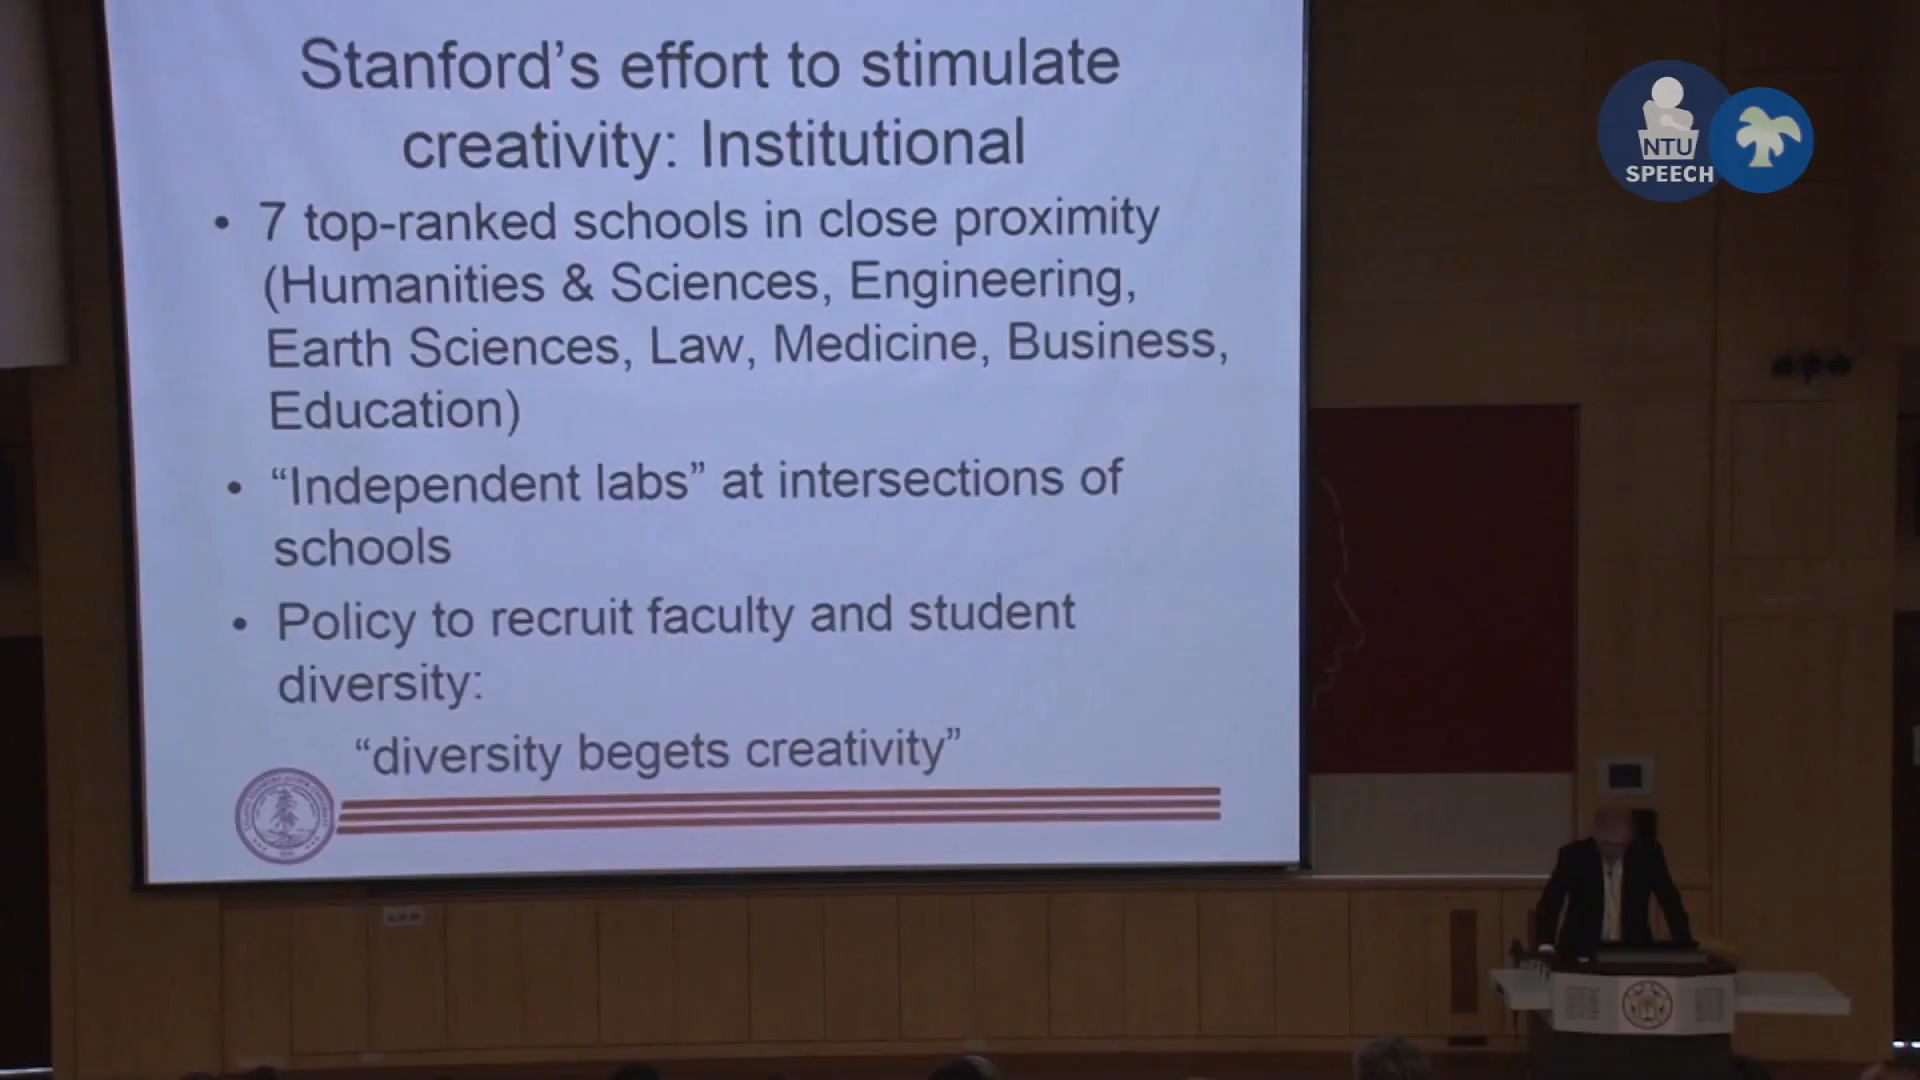 Stanford's effort to stimulate
creativity: Institutional
• 7 top-ranked schools in close proximity
(Humanities & Sciences, Engineering,
Earth Sciences, Law, Medicine, Business,
Education)
• “Independent labs” at intersections of
schools
• Policy to recruit faculty and student
diversity:
“diversity begets creativity”
NTU
SPEECH